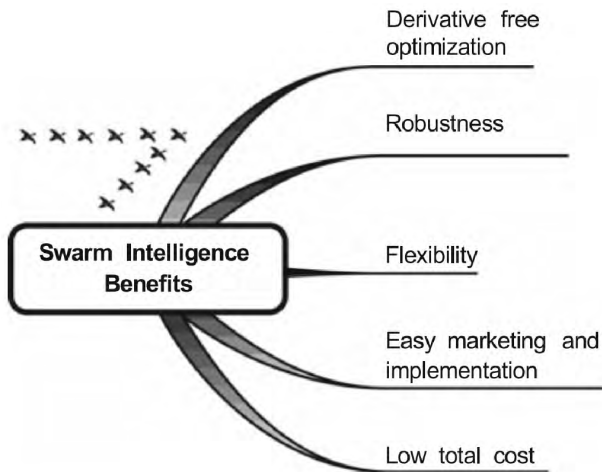 Derivative free
optimization
Robustness
Swarm Intelligence
Benefits
Flexibility
Easy marketing and
implementation
Low total cost